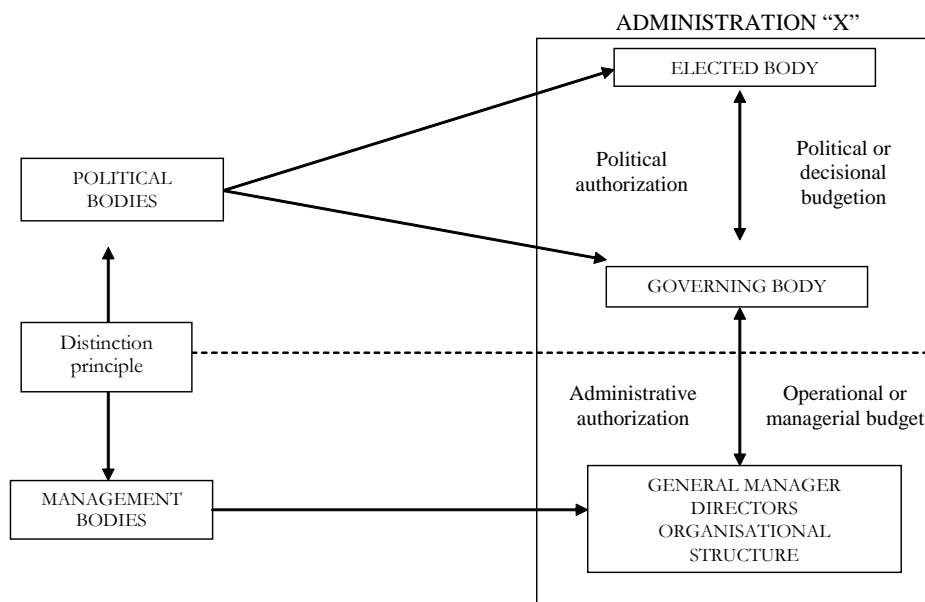 ADMINISTRATION “X”
ELECTED BODY
Political
authorization
Political or
decisional
budgetion
POLITICAL
BODIES
GOVERNING BODY
Distinction
principle
Administrative
authorization
Operational or
managerial budget
MANAGEMENT
BODIES
GENERAL MANAGER
DIRECTORS
ORGANISATIONAL
STRUCTURE